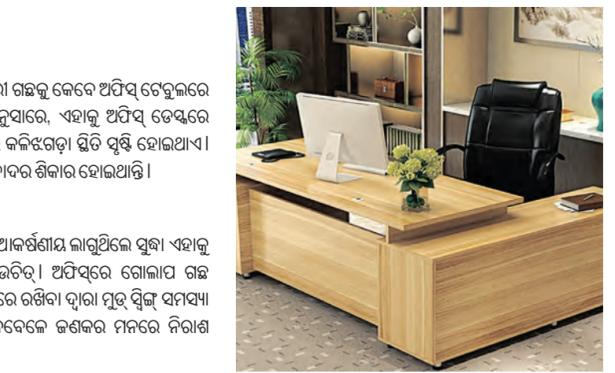 ରୀ ଗଛକୁ କେବେ ଅଫିସ୍ ଟେବୁଲରେ
ନୁସାରେ, ଏହାକୁ ଅଫିସ୍ ଡେସ୍କରେ
କଳିଝଗଡ଼ା ସ୍ଥିତି ସୃଷ୍ଟି ହୋଇଥାଏ।
ବାଦର ଶିକାର ହୋଇଥାନ୍ତି।
ଆକର୍ଷଣୀୟ ଲାଗୁଥିଲେ ସୁଦ୍ଧା ଏହାକୁ
ଉଚିତ୍। ଅଫିସ୍‌ରେ ଗୋଲାପ ଗଛ
ରେ ରଖିବା ଦ୍ୱାରା ମୁଡ୍ ସ୍ୱିଙ୍ଗ୍ ସମସ୍ୟା
ବେଳେ ଜଣକର ମନରେ ନିରାଶ